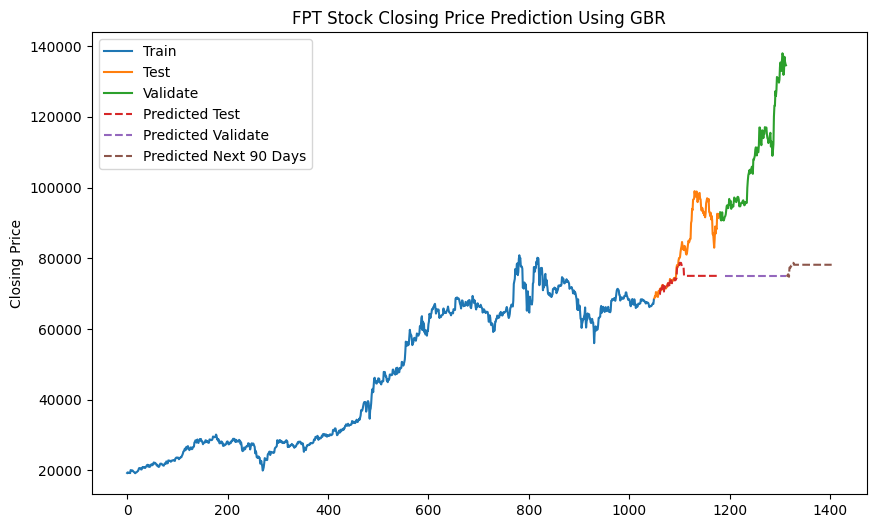 FPT Stock Closing Price Prediction Using GBR
140000
120000
100000
80000
60000
40000
20000
Closing Price
Train
Test
Validate
Predicted Test
Predicted Validate
Predicted Next 90 Days
0 200 400 600 800 1000 1200 1400